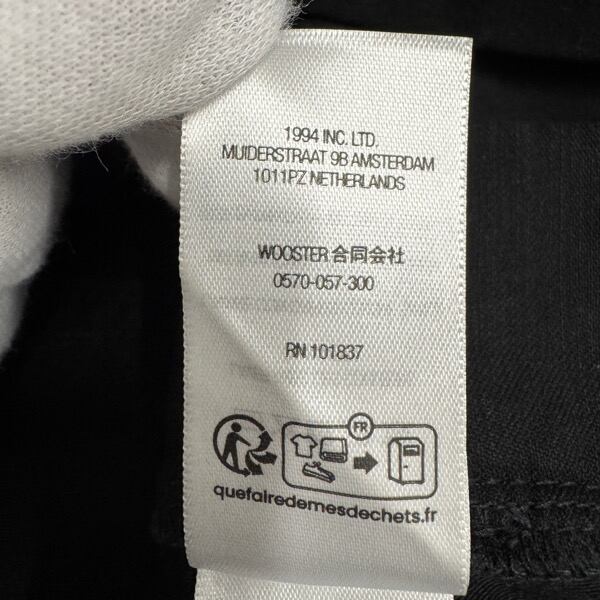 1994 INC. LTD.
MUIDERSTRAAT 9B AMSTERDAM
1011PZ NETHERLANDS
WOOSTER 合同会社
0570-057-300
RN 101837
FR
quefairedemesdechets.fr